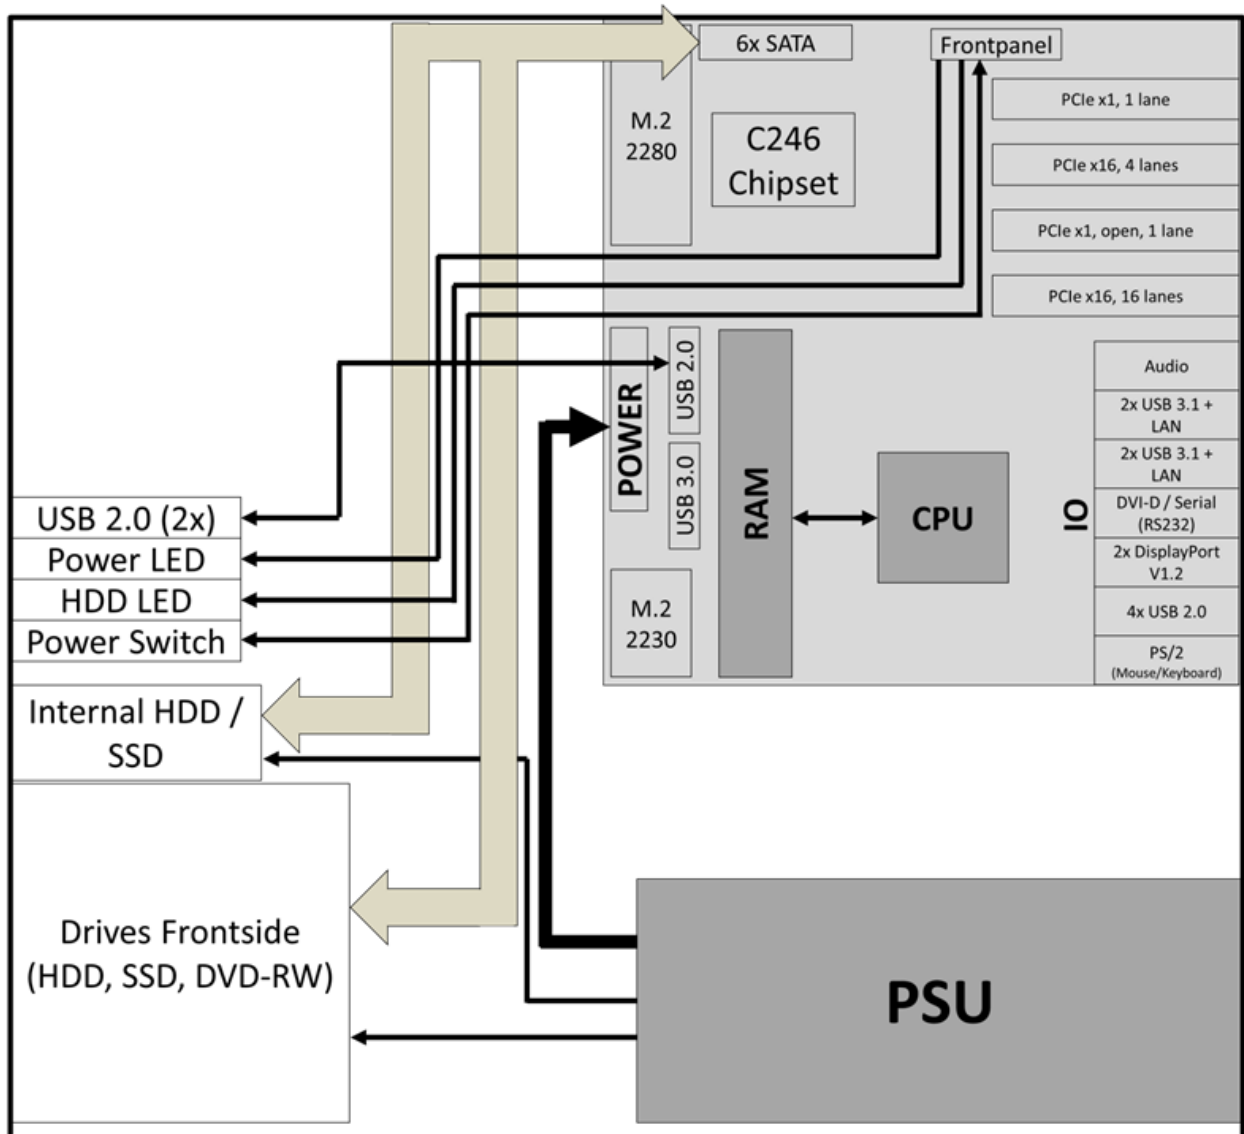 6x SATA
Frontpanel
M.2
2280
C246
Chipset
PCIe x1, 1 lane
PCIe x16, 4 lanes
PCIe x1, open, 1 lane
PCIe x16, 16 lanes
POWER
USB 2.0
USB 3.0
RAM
CPU
IO
Audio
2x USB 3.1 +
LAN
2x USB 3.1 +
LAN
DVI-D / Serial
(RS232)
2x DisplayPort
V1.2
4x USB 2.0
PS/2
(Mouse/Keyboard)
M.2
2230
USB 2.0 (2x)
Power LED
HDD LED
Power Switch
Internal HDD /
SSD
Drives Frontside
(HDD, SSD, DVD-RW)
PSU